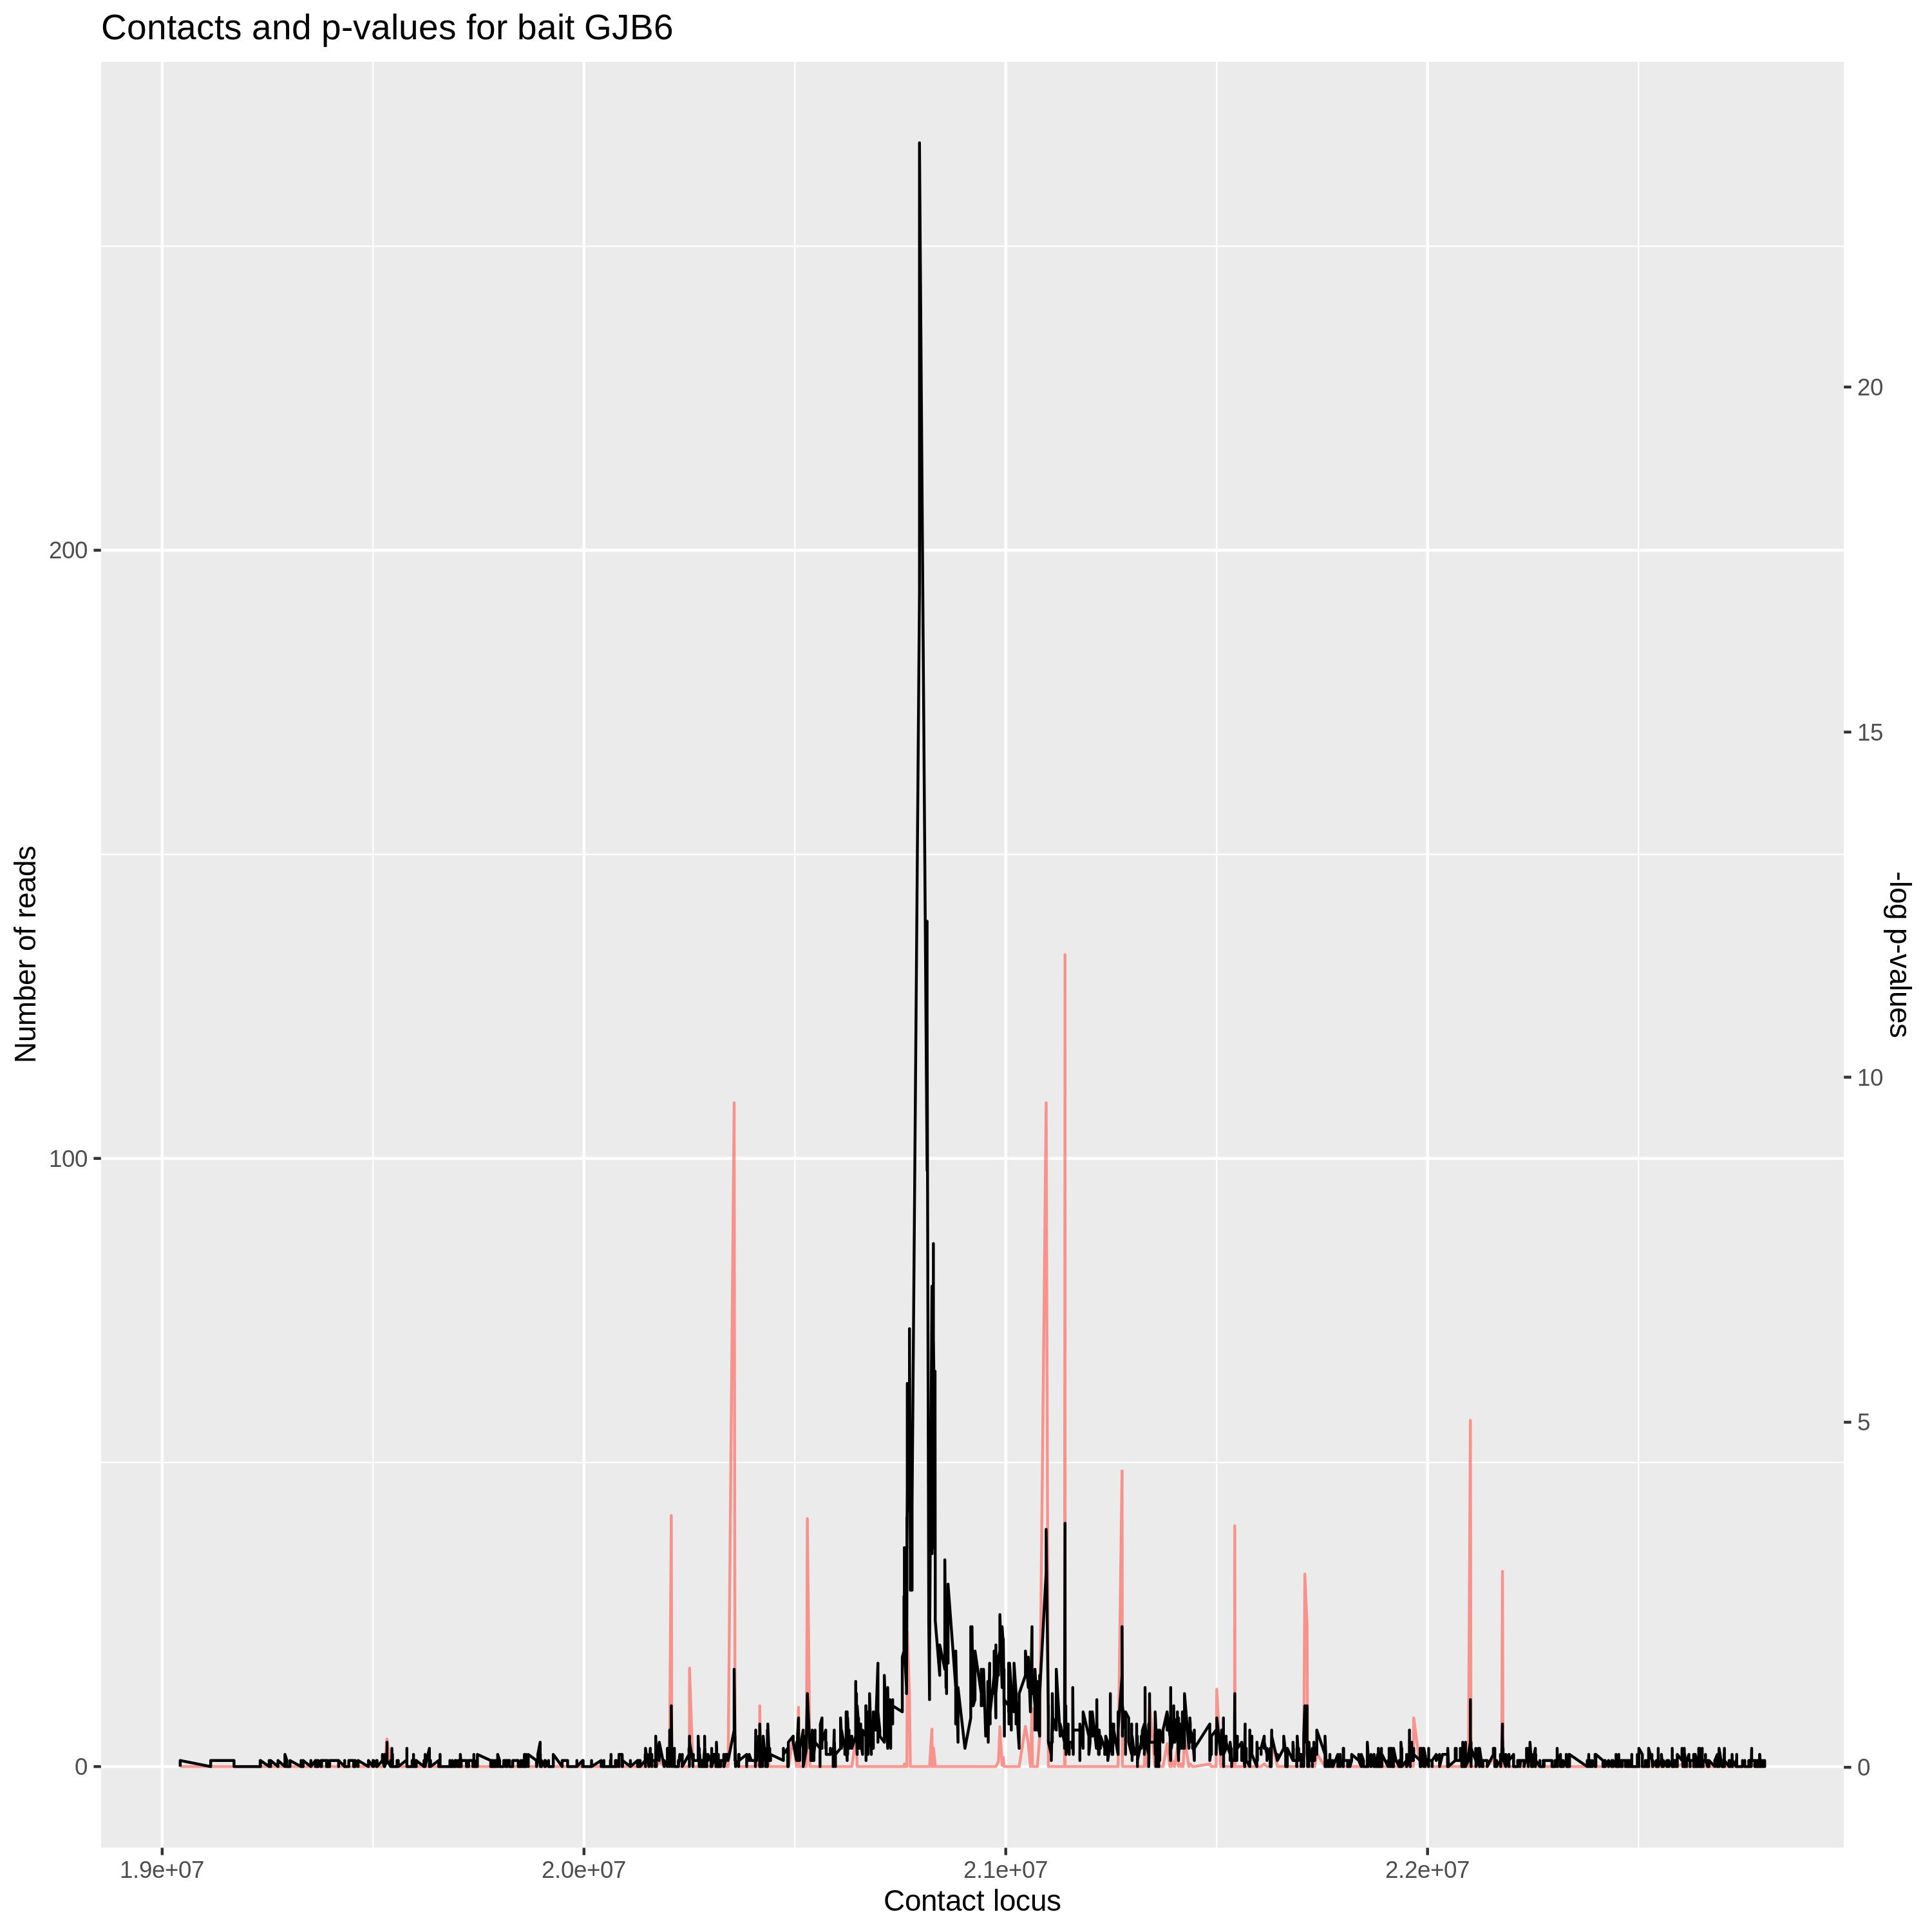 Contacts and p-values for bait GJB6
Number of reads
200
100
0
20
15
10
5
0
-log p-values
1.9e+07 2.0e+07 2.1e+07 2.2e+07
Contact locus